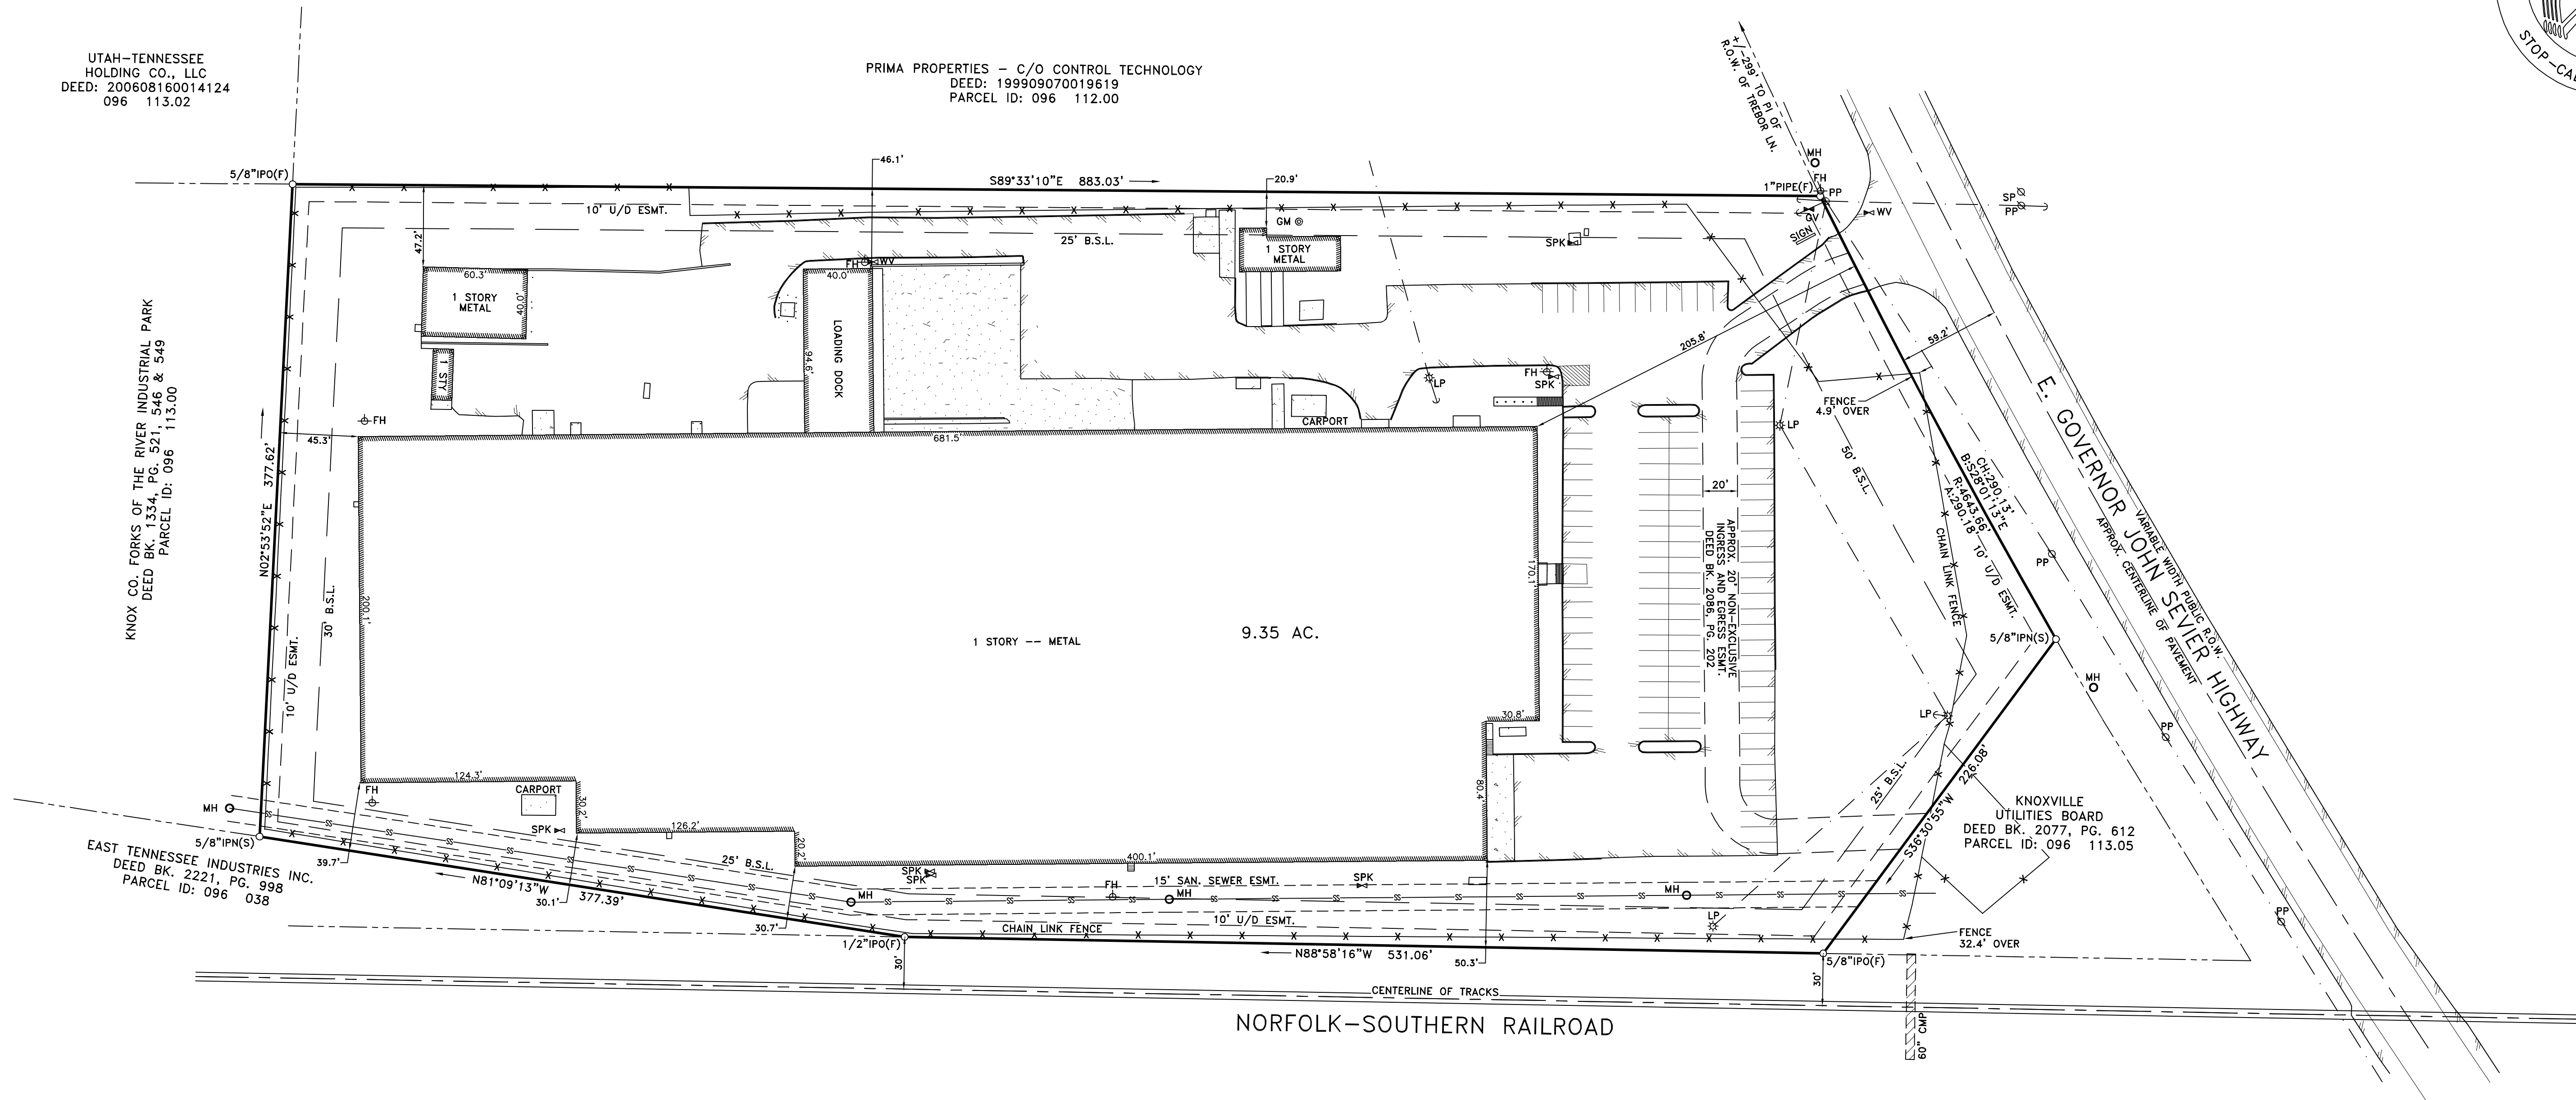 UTAH-TENNESSEE
HOLDING CO., LLC
DEED: 200608160014124
096 113.02
PRIMA PROPERTIES - C/O CONTROL TECHNOLOGY
DEED: 199909070019619
PARCEL ID: 096 112.00
+/-299' TO PI OF
R.O.W. OF TREBOR LN.
5/8"IPO(F)
S89°33'10"E 883.03'
46.1'
20.9'
1"PIPE(F)
MH
FH
PP
GV
WV
SIGN
SP
PP
10' U/D ESMT.
25' B.S.L.
GM
1 STORY
METAL
SPK
47.2'
60.3'
1 STORY
METAL
40.0'
1 STY
FH
WV
40.0'
LOADING DOCK
94.6'
205.8'
59.2'
FENCE
4.9' OVER
LP
FH
SPK
CARPORT
681.5
LP
50' B.S.L.
FH
45.3'
KNOX CO. FORKS OF THE RIVER INDUSTRIAL PARK
DEED BK. 1334, PG. 521, 546 & 549
PARCEL ID: 096 113.00
N02°53'52"E 377.62'
10' U/D ESMT.
30' B.S.L.
200.1'
1 STORY -- METAL
9.35 AC.
170.1'
20'
APPROX. 20' NON-EXCLUSIVE
INGRESS AND EGRESS ESMT.
DEED BK. 2086, PG. 202
CHAIN LINK FENCE
CH:290.13'
B:S28°01'13"E
R:4643.66'
A:290.18'
10' U/D ESMT.
PP
E. GOVERNOR JOHN SEVIER HIGHWAY
VARIABLE WIDTH PUBLIC R.O.W.
APPROX. CENTERLINE OF PAVEMENT
5/8"IPN(S)
MH
PP
LP
30.8'
80.4'
25' B.S.L.
S36°30'55"W 226.08'
KNOXVILLE
UTILITIES BOARD
DEED BK. 2077, PG. 612
PARCEL ID: 096 113.05
PP
124.3'
FH
CARPORT
30.2'
SPK
126.2'
20.2'
400.1'
MH
5/8"IPN(S)
39.7'
EAST TENNESSEE INDUSTRIES INC.
DEED BK. 2221, PG. 998
PARCEL ID: 096 038
N81°09'13"W 377.39'
30.1'
30.7'
25' B.S.L.
SS
SPK
SPK
MH
FH
15' SAN. SEWER ESMT.
MH
SPK
MH
10' U/D ESMT.
LP
CHAIN LINK FENCE
1/2"IPO(F)
N88°58'16"W 531.06'
50.3'
FENCE
32.4' OVER
5/8"IPO(F)
30'
30'
CENTERLINE OF TRACKS
NORFOLK-SOUTHERN RAILROAD
60" CMP